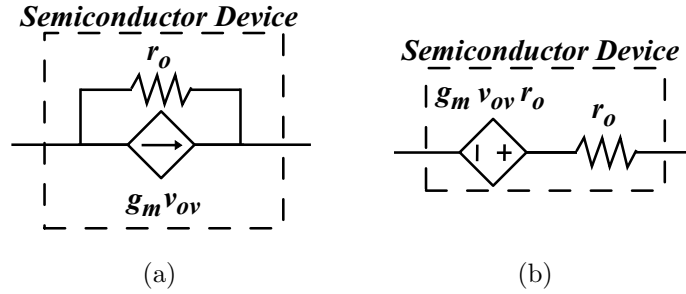 Semiconductor Device
r_o
g_m v_ov
(a)
Semiconductor Device
g_m v_ov r_o
r_o
(b)